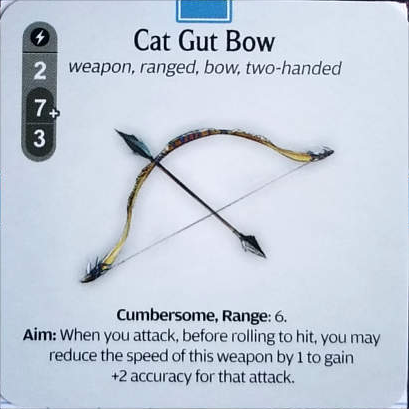 Cat Gut Bow
weapon, ranged, bow, two-handed
2
7+
3
Cumbersome, Range: 6.
Aim: When you attack, before rolling to hit, you may
reduce the speed of this weapon by 1 to gain
+2 accuracy for that attack.